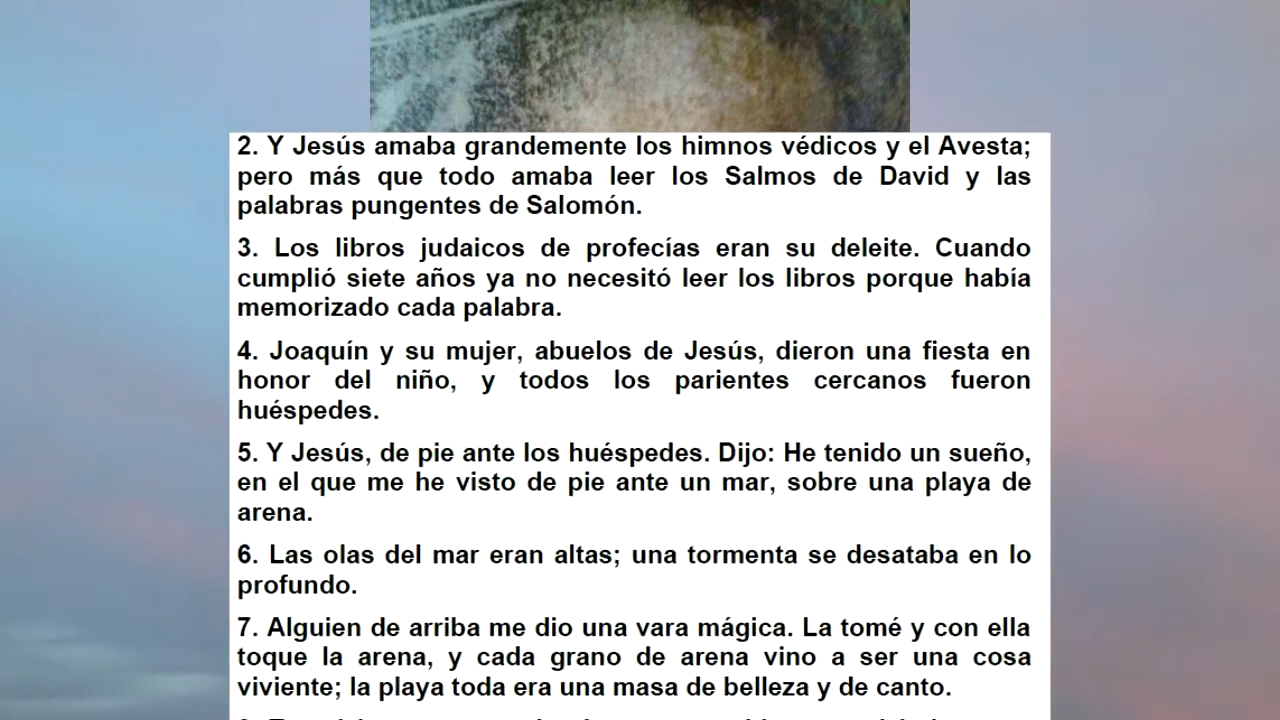 2. Y Jesús amaba grandemente los himnos védicos y el Avesta;
pero más que todo amaba leer los Salmos de David y las
palabras pungentes de Salomón.
3. Los libros judaicos de profecías eran su deleite. Cuando
cumplió siete años ya no necesitó leer los libros porque había
memorizado cada palabra.
4. Joaquín y su mujer, abuelos de Jesús, dieron una fiesta en
honor del niño, y todos los parientes cercanos fueron
huéspedes.
5. Y Jesús, de pie ante los huéspedes. Dijo: He tenido un sueño,
en el que me he visto de pie ante un mar, sobre una playa de
arena.
6. Las olas del mar eran altas; una tormenta se desataba en lo
profundo.
7. Alguien de arriba me dio una vara mágica. La tomé y con ella
toque la arena, y cada grano de arena vino a ser una cosa
viviente; la playa toda era una masa de belleza y de canto.